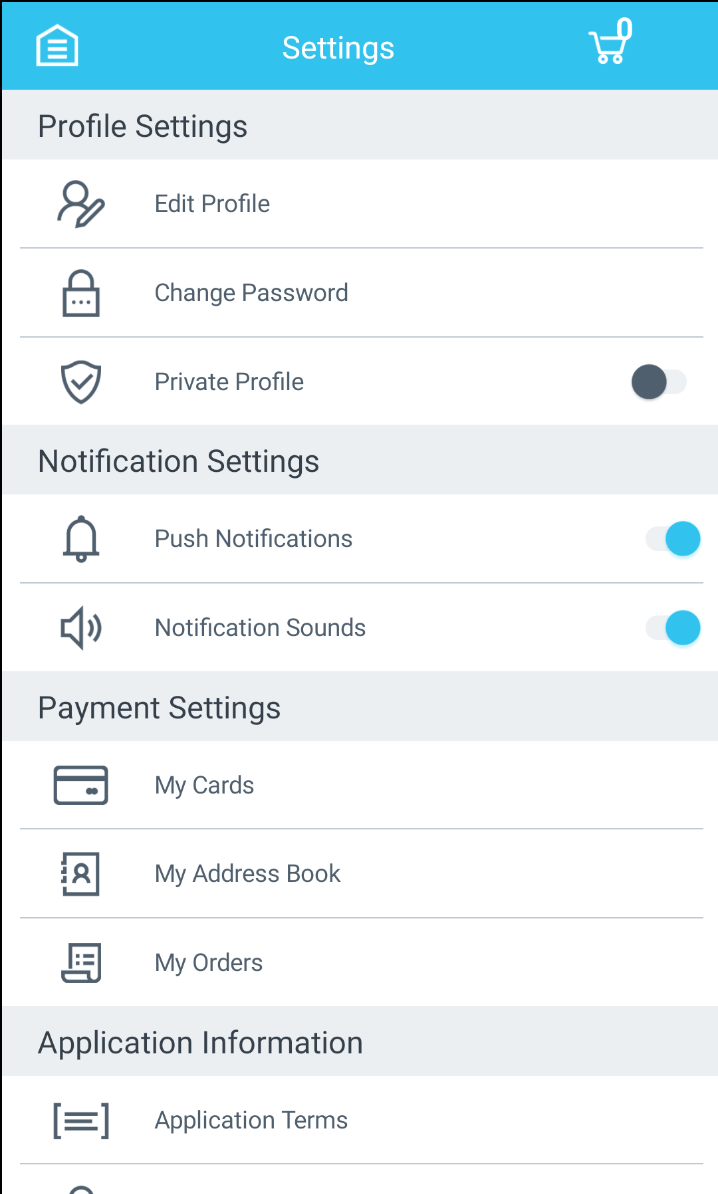 Settings
0
Profile Settings
Edit Profile
Change Password
Private Profile
Notification Settings
Push Notifications
Notification Sounds
Payment Settings
My Cards
My Address Book
My Orders
Application Information
Application Terms